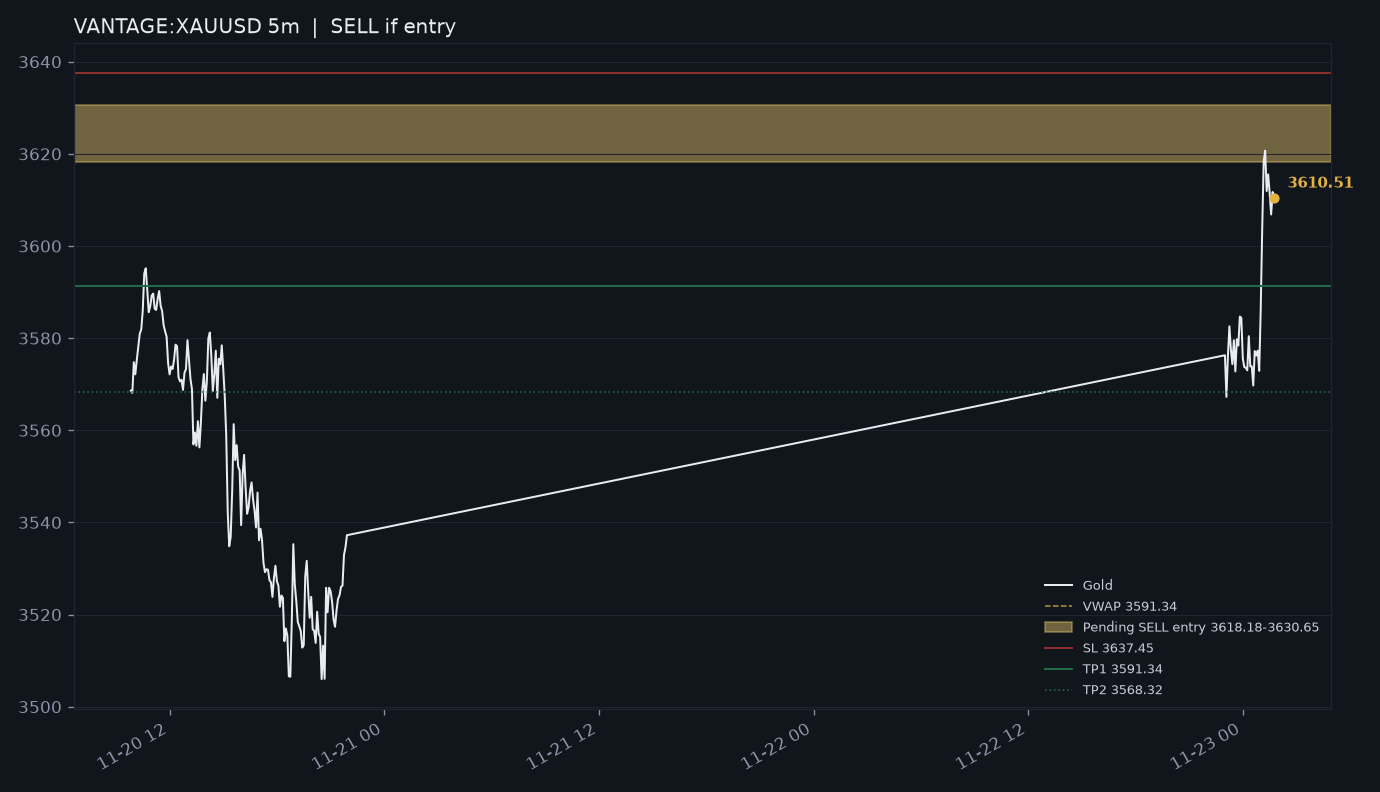 VANTAGE:XAUUSD 5m | SELL if entry
3640
3620
3600
3580
3560
3540
3520
3500
3610.51
Gold
VWAP 3591.34
Pending SELL entry 3618.18-3630.65
SL 3637.45
TP1 3591.34
TP2 3568.32
11-20 12
11-21 00
11-21 12
11-22 00
11-22 12
11-23 00